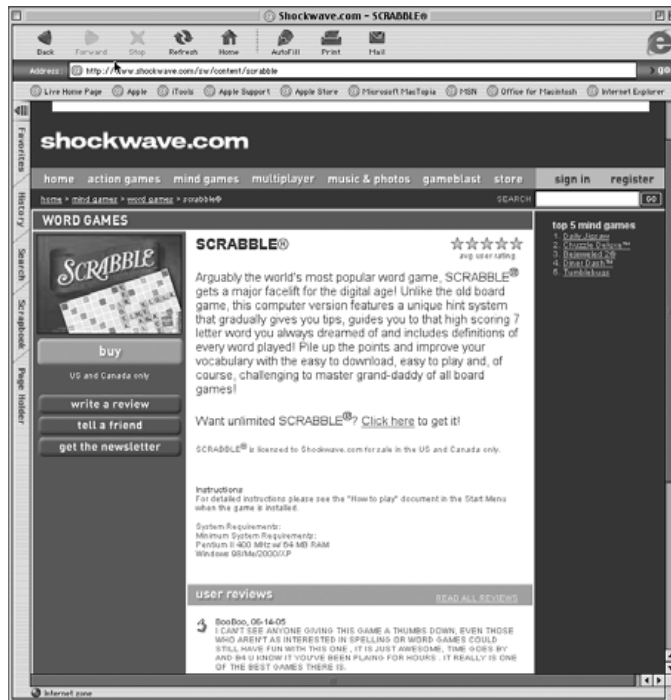 Shockwave.com - SCRABBLE®
Back Forward Stop Refresh Home AutoFill Print Mail
Address: http://www.shockwave.com/sw/content/scrabble go
Live Home Page Apple iTools Apple Support Apple Store Microsoft MacTopia MSN Office for Macintosh Internet Explorer
Favorites
History
Search
Scrapbook
Page Holder
shockwave.com
home action games mind games multiplayer music & photos gameblast store sign in register
home > mind games > word games > scrabble® SEARCH GO
WORD GAMES
SCRABBLE
buy
US and Canada only
write a review
tell a friend
get the newsletter
SCRABBLE®
avg user rating
Arguably the world's most popular word game, SCRABBLE®
gets a major facelift for the digital age! Unlike the old board
game, this computer version features a unique hint system
that gradually gives you tips, guides you to that high scoring 7
letter word you always dreamed of and includes definitions of
every word played! Pile up the points and improve your
vocabulary with the easy to download, easy to play and, of
course, challenging to master grand-daddy of all board
games!
Want unlimited SCRABBLE®? Click here to get it!
SCRABBLE® is licensed to Shockwave.com for sale in the US and Canada only.
Instructions
For detailed instructions please see the "How to play" document in the Start Menu
when the game is installed.
System Requirements:
Minimum System Requirements:
Pentium II 400 MHz w/ 64 MB RAM
Windows 98/Me/2000/XP
user reviews READ ALL REVIEWS
BooBoo, 06-14-05
I CAN'T SEE ANYONE GIVING THIS GAME A THUMBS DOWN, EVEN THOSE
WHO AREN'T AS INTERESTED IN SPELLING OR WORD GAMES COULD
STILL HAVE FUN WITH THIS ONE , IT IS JUST AWESOME, TIME GOES BY
AND B4 U KNOW IT YOU'VE BEEN PLAING FOR HOURS . IT REALLY IS ONE
OF THE BEST GAMES THERE IS.
top 5 mind games
1. Daily Jigsaw
2. Chuzzle Deluxe™
3. Bejeweled 2®
4. Diner Dash™
5. Tumblebugs
Internet zone